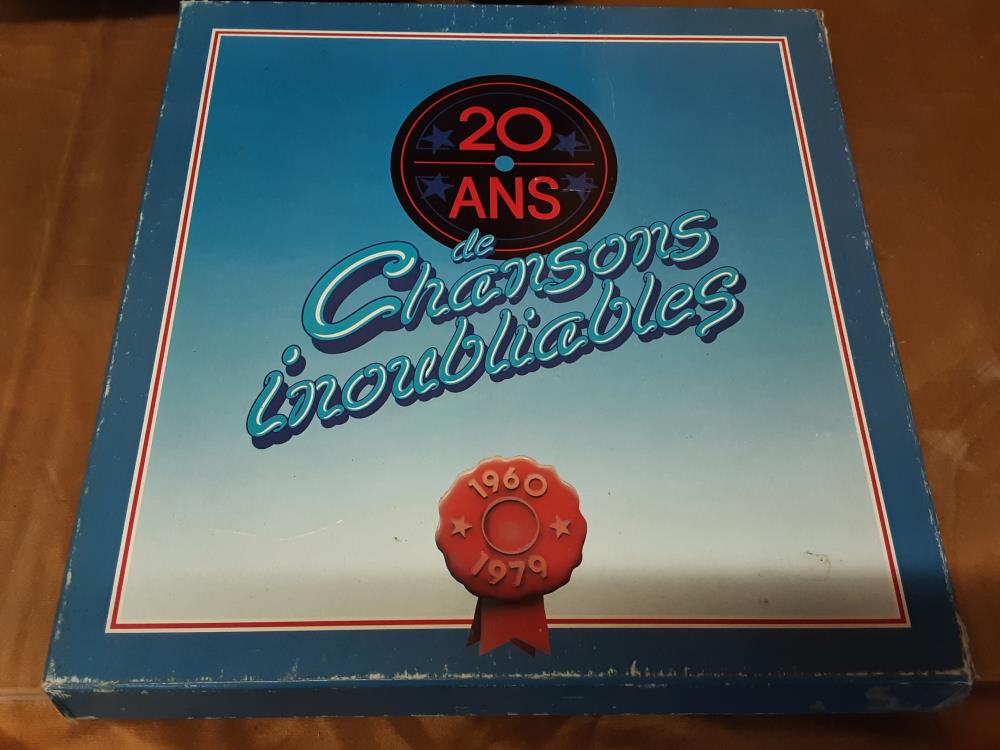 20
ANS
de
Chansons
inoubliables
1960
1979